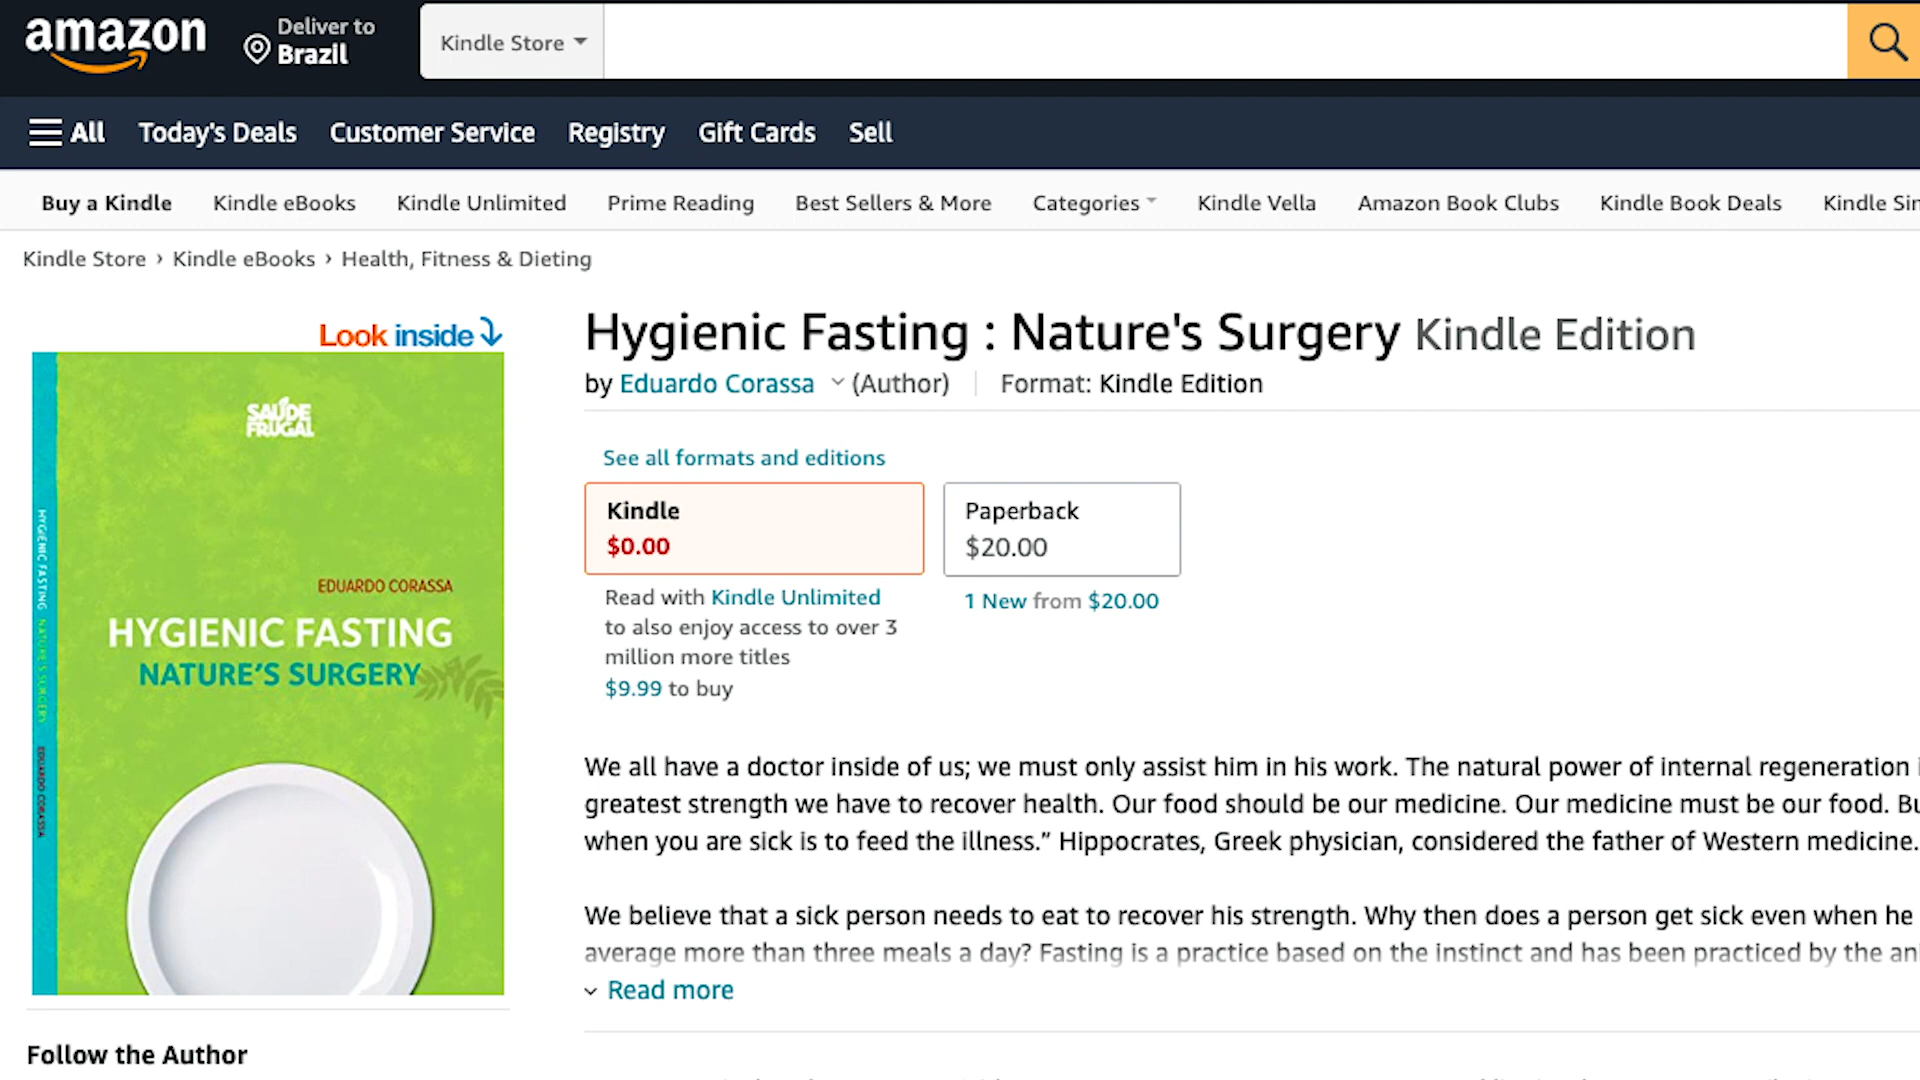 amazon
Deliver to
Brazil
Kindle Store
All
Today's Deals
Customer Service
Registry
Gift Cards
Sell
Buy a Kindle
Kindle eBooks
Kindle Unlimited
Prime Reading
Best Sellers & More
Categories
Kindle Vella
Amazon Book Clubs
Kindle Book Deals
Kindle Sin
Kindle Store › Kindle eBooks › Health, Fitness & Dieting
Look inside
SAÚDE
FRUGAL
EDUARDO CORASSA
HYGIENIC FASTING
NATURE'S SURGERY
HYGIENIC FASTING NATURE'S SURGERY EDUARDO CORASSA
Follow the Author
Hygienic Fasting : Nature's Surgery Kindle Edition
by Eduardo Corassa (Author) Format: Kindle Edition
See all formats and editions
Kindle
$0.00
Read with Kindle Unlimited
to also enjoy access to over 3
million more titles
$9.99 to buy
Paperback
$20.00
1 New from $20.00
We all have a doctor inside of us; we must only assist him in his work. The natural power of internal regeneration
greatest strength we have to recover health. Our food should be our medicine. Our medicine must be our food. Bu
when you are sick is to feed the illness.” Hippocrates, Greek physician, considered the father of Western medicine.
We believe that a sick person needs to eat to recover his strength. Why then does a person get sick even when he
average more than three meals a day? Fasting is a practice based on the instinct and has been practiced by the an
Read more